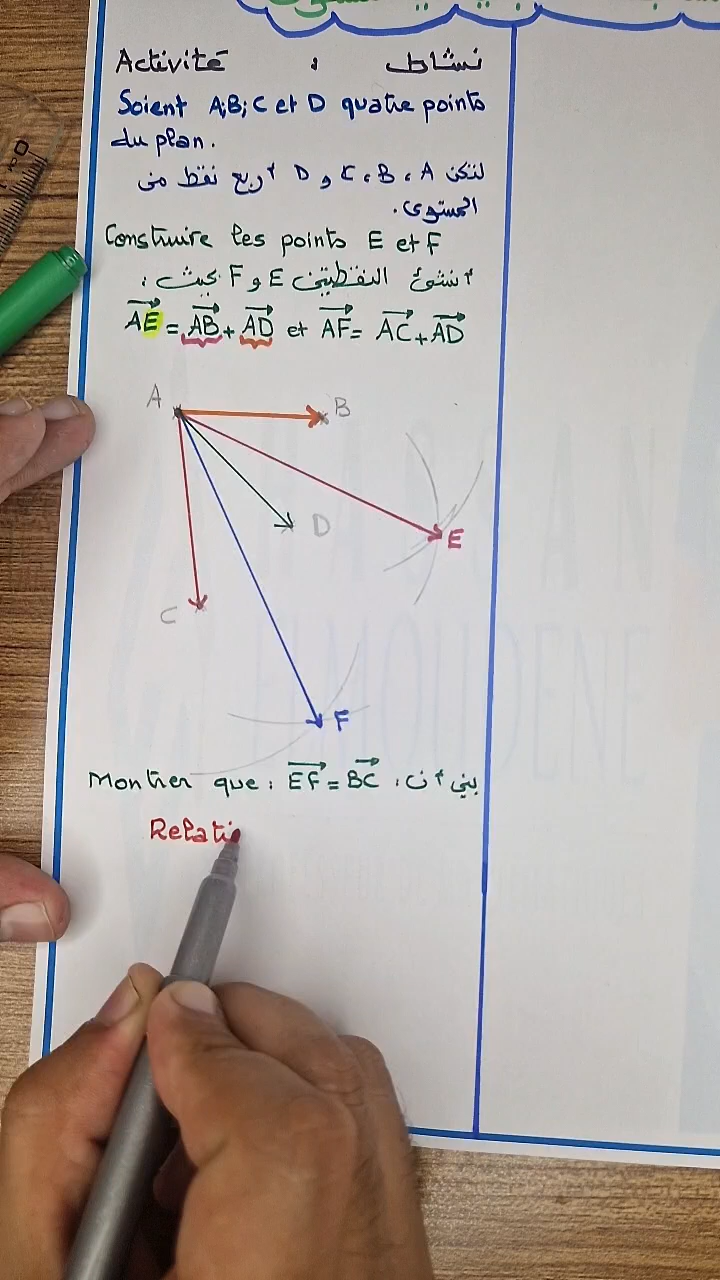 Activité : نشاط
Soient A;B; C et D quatre points
du plan.
لتكن A ، B ، C و D أربع نقط من
المستوى.
Construire les points E et F
أنشئ النقطتين E و F بحيث :
AE = AB + AD et AF = AC + AD
A
B
D
E
C
F
Montrer que : EF = BC : بين أن
Relatio